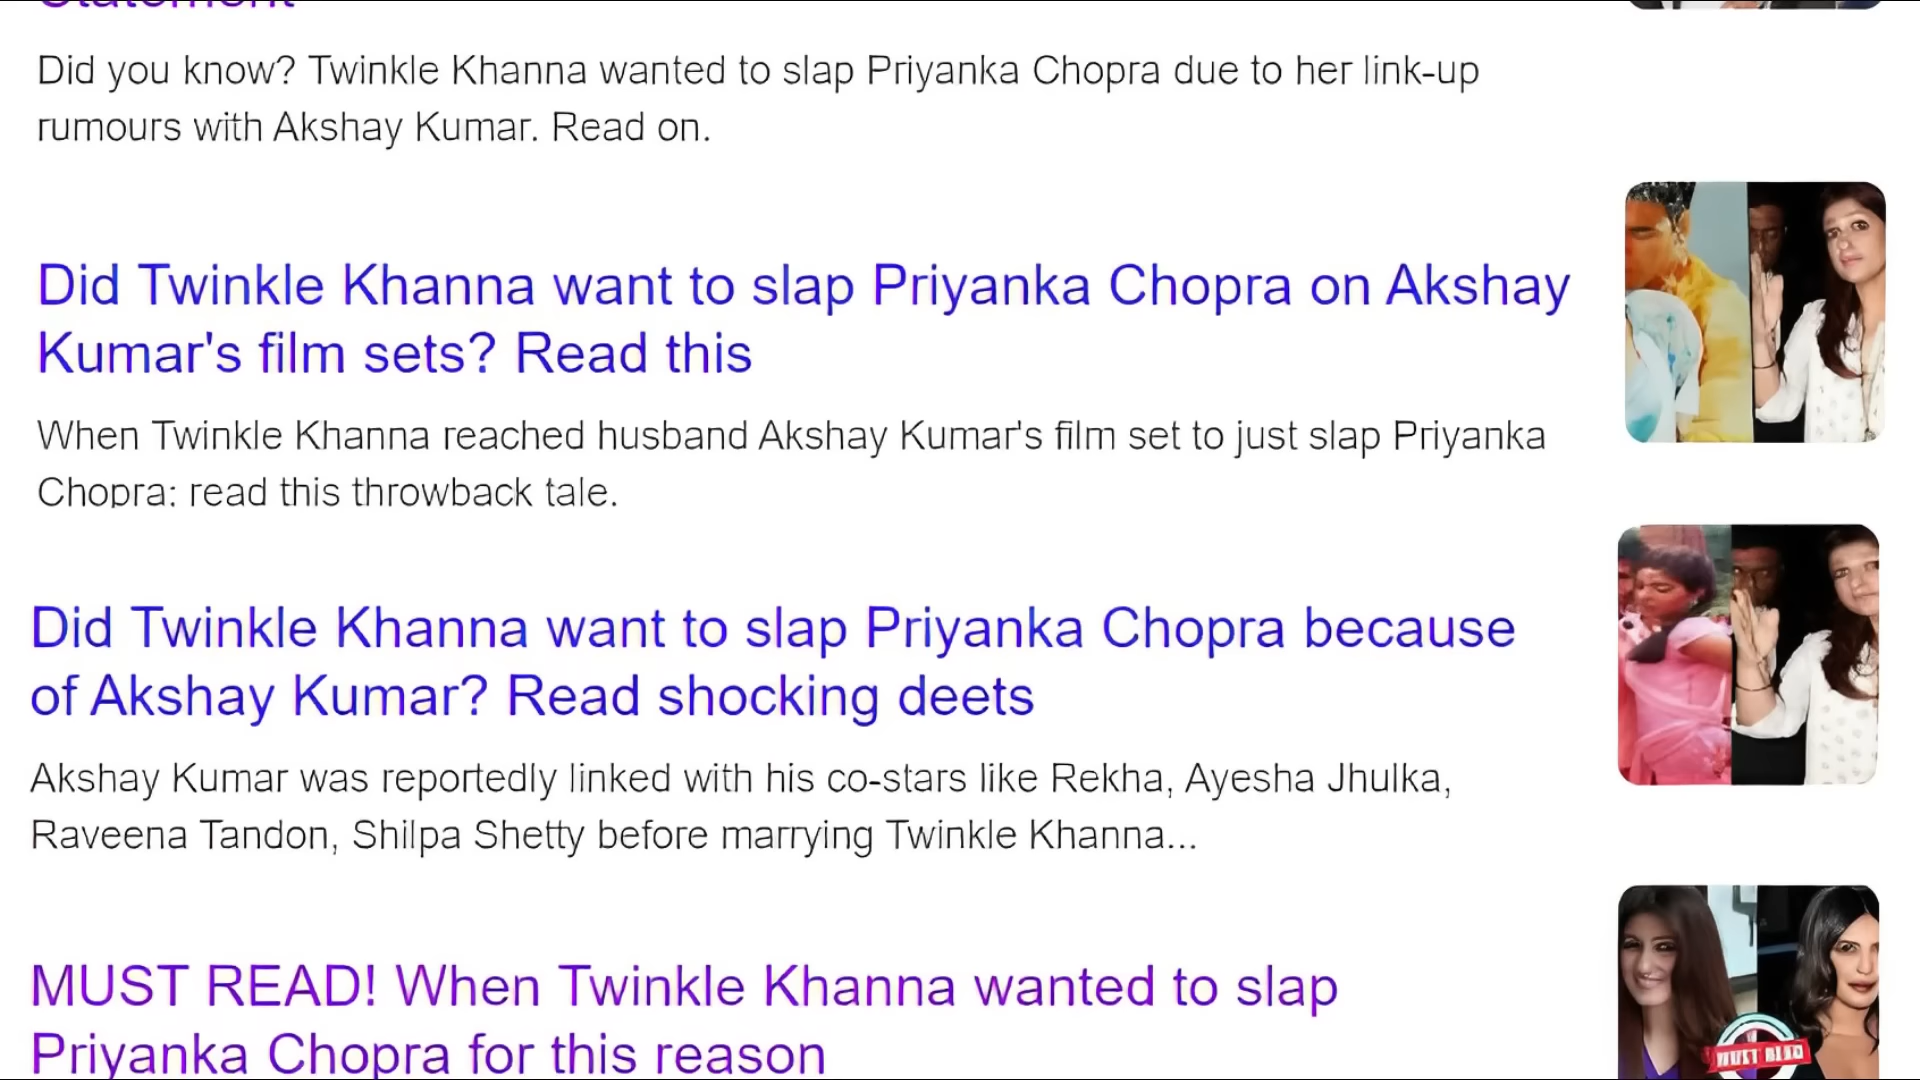 Statement
Did you know? Twinkle Khanna wanted to slap Priyanka Chopra due to her link-up
rumours with Akshay Kumar. Read on.
Did Twinkle Khanna want to slap Priyanka Chopra on Akshay
Kumar's film sets? Read this
When Twinkle Khanna reached husband Akshay Kumar's film set to just slap Priyanka
Chopra: read this throwback tale.
Did Twinkle Khanna want to slap Priyanka Chopra because
of Akshay Kumar? Read shocking deets
Akshay Kumar was reportedly linked with his co-stars like Rekha, Ayesha Jhulka,
Raveena Tandon, Shilpa Shetty before marrying Twinkle Khanna...
MUST READ! When Twinkle Khanna wanted to slap
Priyanka Chopra for this reason
MUST READ